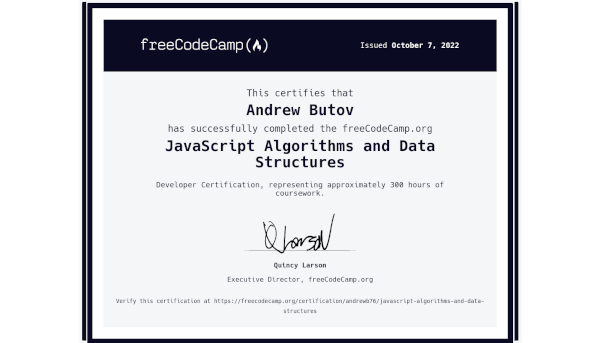 freeCodeCamp(🔥)
Issued October 7, 2022
This certifies that
Andrew Butov
has successfully completed the freeCodeCamp.org
JavaScript Algorithms and Data
Structures
Developer Certification, representing approximately 300 hours of
coursework.
Q Larson
Quincy Larson
Executive Director, freeCodeCamp.org
Verify this certification at https://freecodecamp.org/certification/andrewb76/javascript-algorithms-and-data-
structures